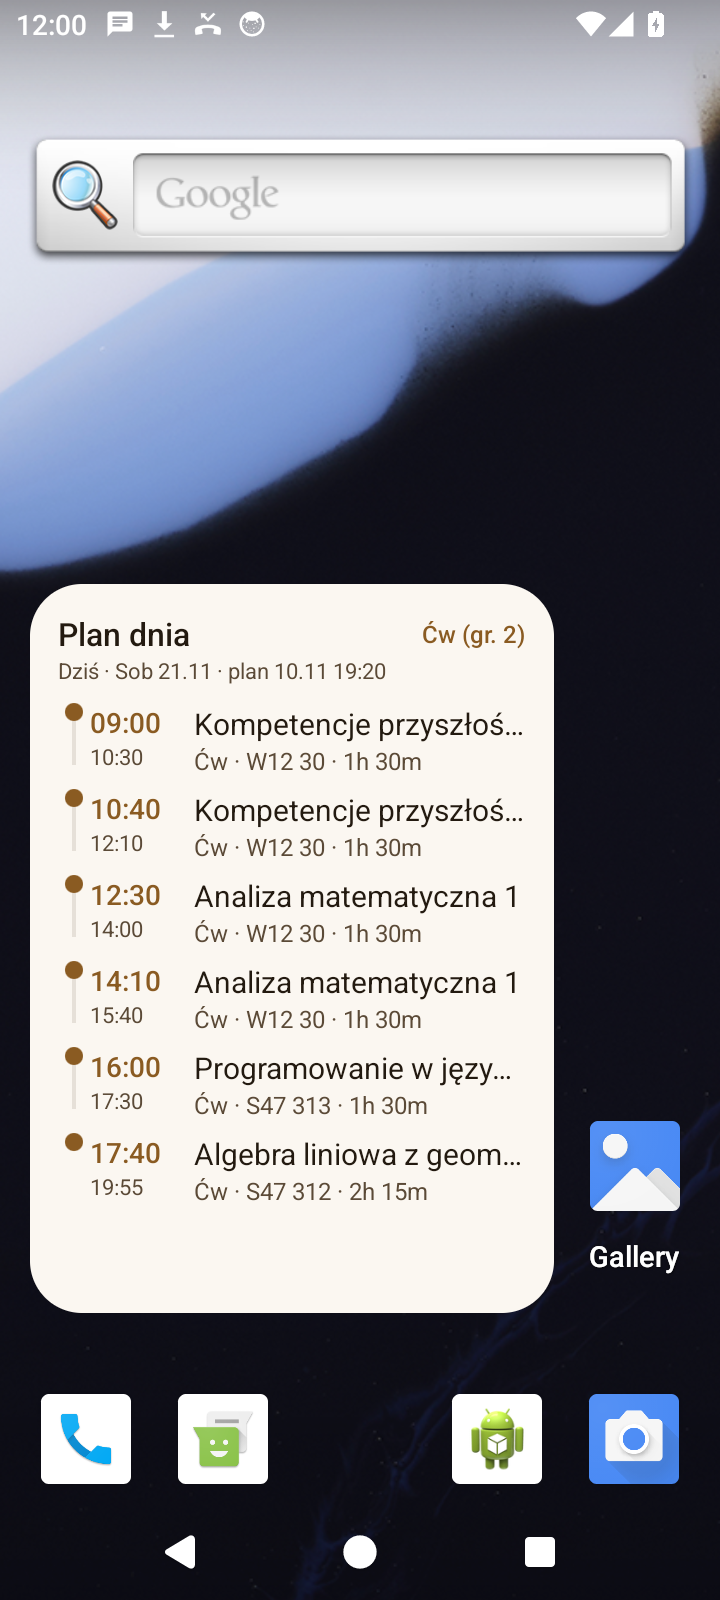 12:00
Google
Plan dnia
Ćw (gr. 2)
Dziś · Sob 21.11 · plan 10.11 19:20
09:00 Kompetencje przyszłoś...
10:30 Ćw · W12 30 · 1h 30m
10:40 Kompetencje przyszłoś...
12:10 Ćw · W12 30 · 1h 30m
12:30 Analiza matematyczna 1
14:00 Ćw · W12 30 · 1h 30m
14:10 Analiza matematyczna 1
15:40 Ćw · W12 30 · 1h 30m
16:00 Programowanie w języ...
17:30 Ćw · S47 313 · 1h 30m
17:40 Algebra liniowa z geom...
19:55 Ćw · S47 312 · 2h 15m
Gallery